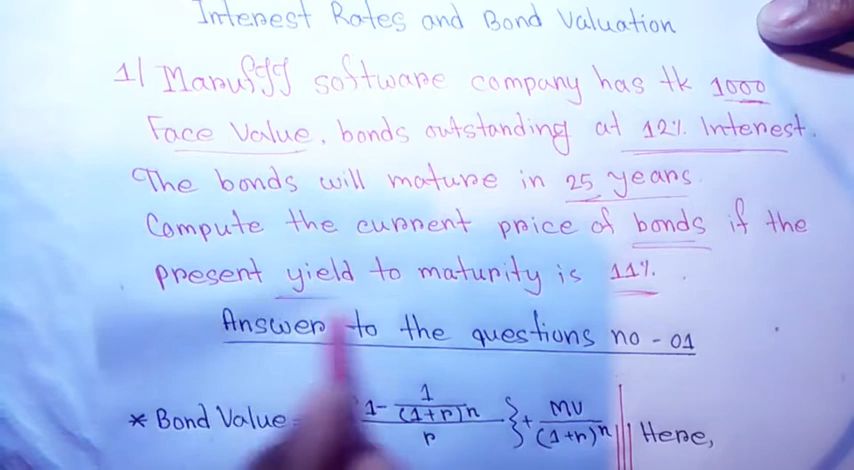 Interest Rates and Bond Valuation
1) Manuff software company has tk 1000
Face Value, bonds outstanding at 12% Interest.
The bonds will mature in 25 years.
Compute the current price of bonds if the
present yield to maturity is 11%.
Answer to the questions no - 01
* Bond Value = 1 - 1/(1+r)n / r } + MV/(1+r)n || Here,